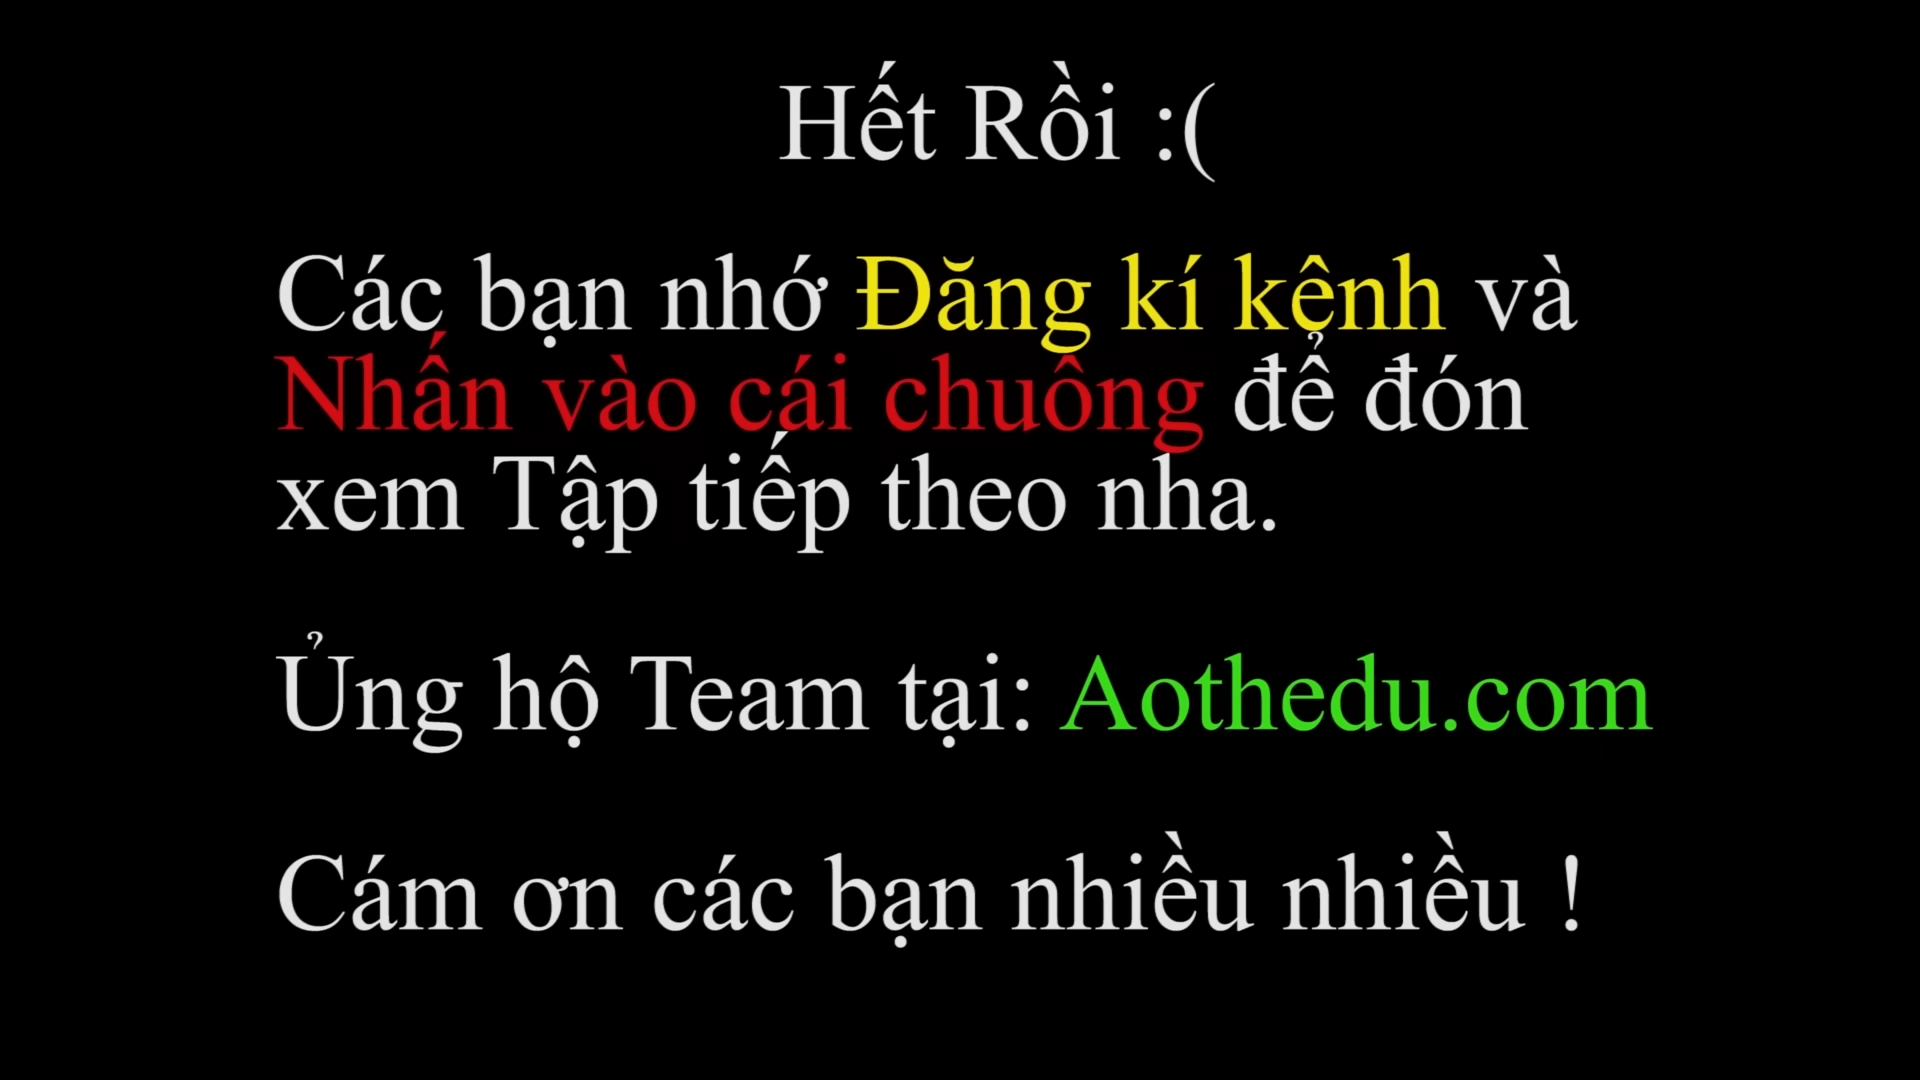 Hết Rồi :(
Các bạn nhớ Đăng kí kênh và
Nhấn vào cái chuông để đón
xem Tập tiếp theo nha.
Ủng hộ Team tại: Aothedu.com
Cám ơn các bạn nhiều nhiều !